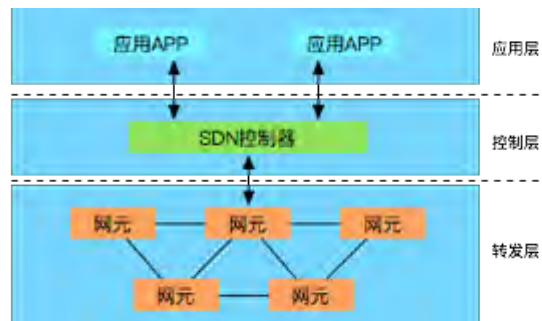 应用APP 应用APP
应用层
SDN控制器
控制层
网元 网元 网元
转发层
网元 网元